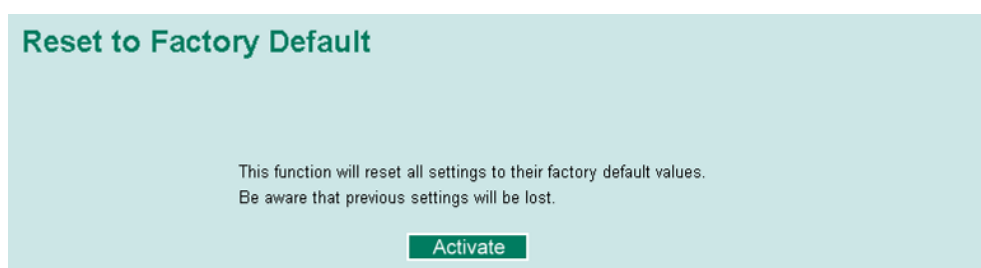 Reset to Factory Default
This function will reset all settings to their factory default values.
Be aware that previous settings will be lost.
Activate